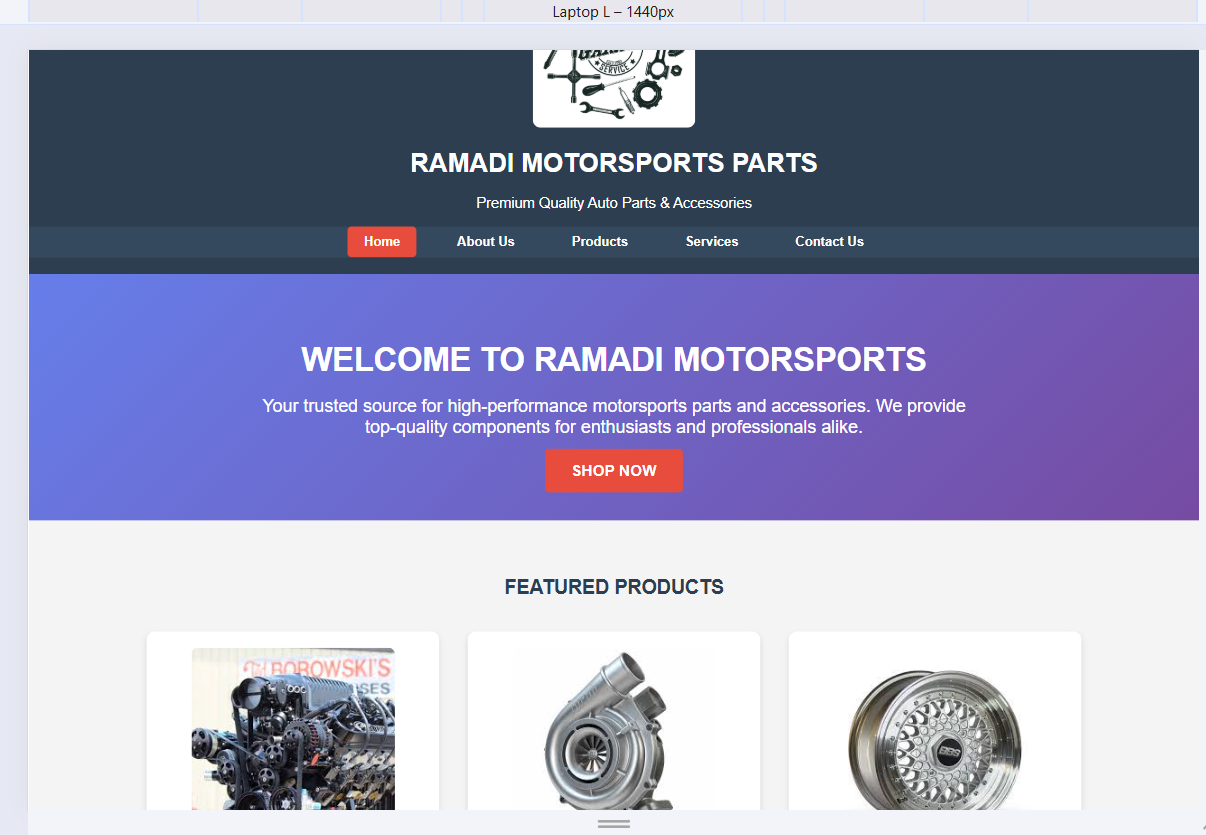 Laptop L – 1440px
SERVICE
RAMADI MOTORSPORTS PARTS
Premium Quality Auto Parts & Accessories
Home
About Us
Products
Services
Contact Us
WELCOME TO RAMADI MOTORSPORTS
Your trusted source for high-performance motorsports parts and accessories. We provide
top-quality components for enthusiasts and professionals alike.
SHOP NOW
FEATURED PRODUCTS
BOROWSKI'S
BBS